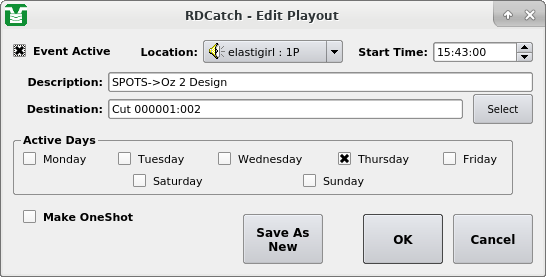 RDCatch - Edit Playout
Event Active Location: elastigirl : 1P Start Time: 15:43:00
Description: SPOTS->Oz 2 Design
Destination: Cut 000001:002 Select
Active Days
Monday Tuesday Wednesday Thursday Friday
Saturday Sunday
Make OneShot
Save As New OK Cancel